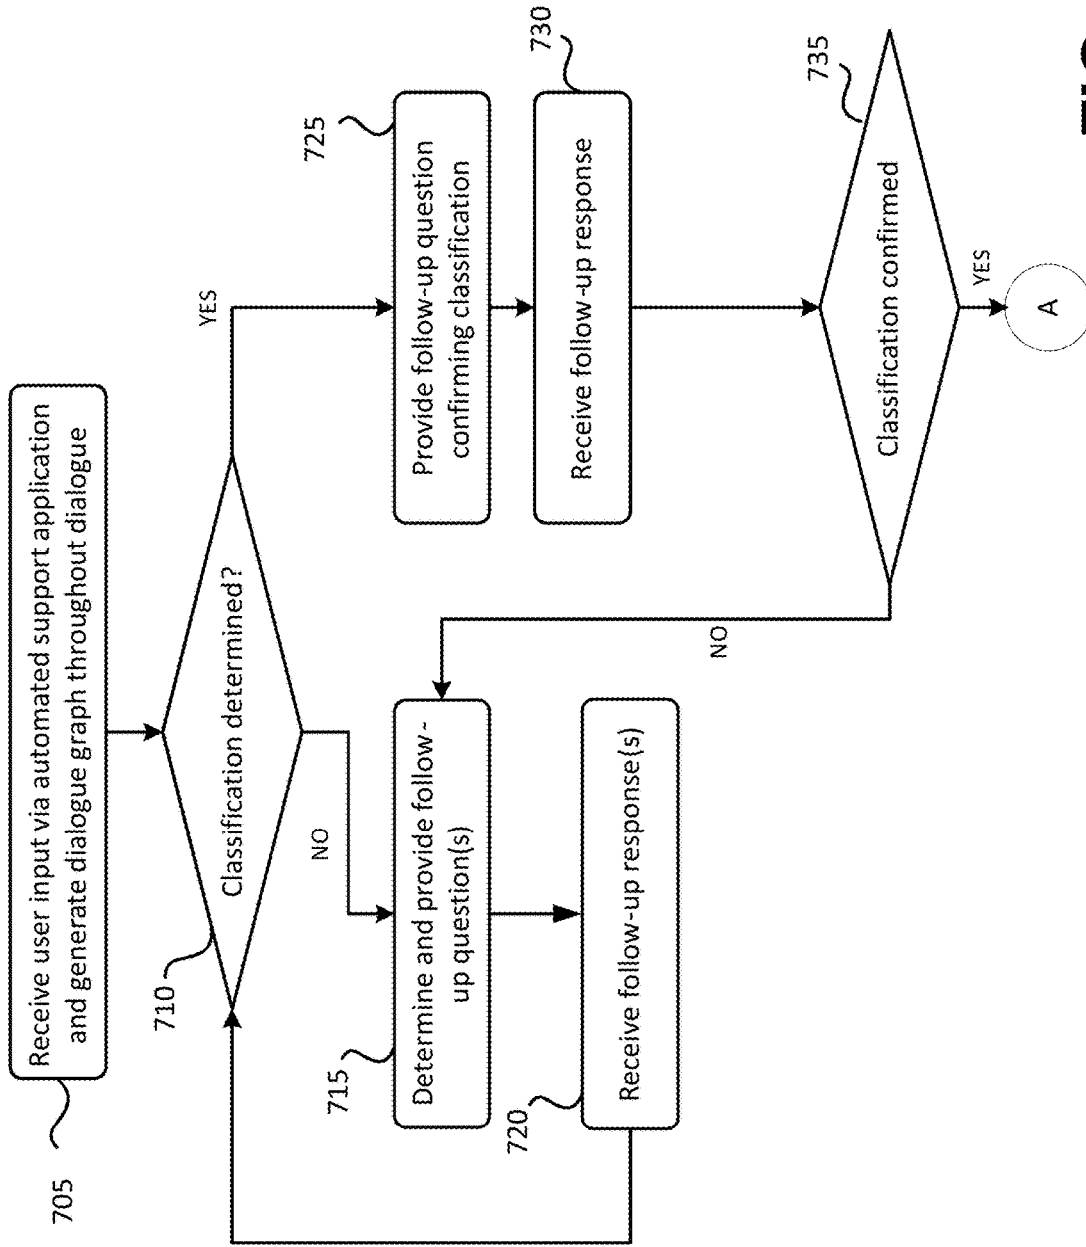 705
Receive user input via automated support application
and generate dialogue graph throughout dialogue
710
Classification determined?
YES
NO
715
Determine and provide follow-
up question(s)
720
Receive follow-up response(s)
725
Provide follow-up question
confirming classification
730
Receive follow-up response
735
Classification confirmed
NO
YES
A